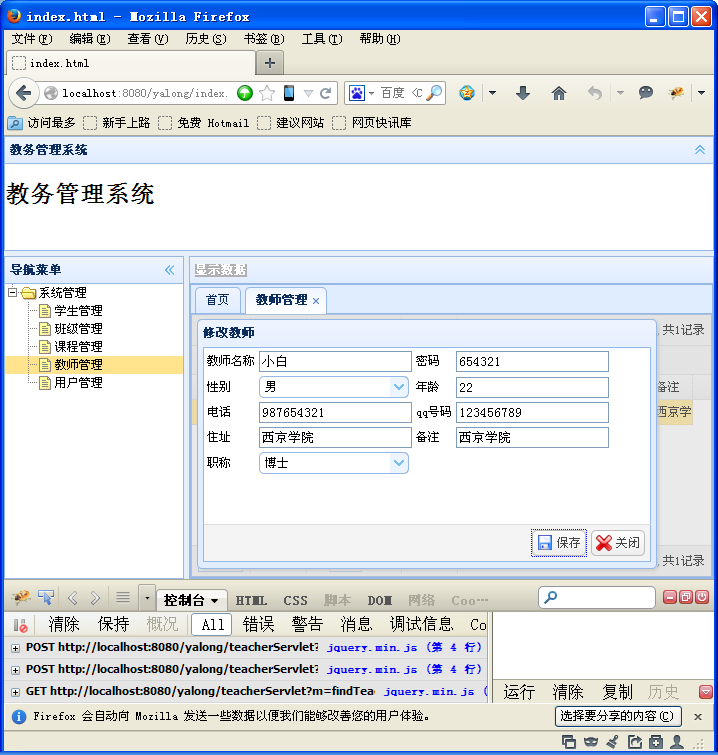 index.html - Mozilla Firefox
文件(F) 编辑(E) 查看(V) 历史(S) 书签(B) 工具(T) 帮助(H)
index.html
localhost:8080/yalong/index. 百度
访问最多 新手上路 免费 Hotmail 建议网站 网页快讯库
教务管理系统
教务管理系统
导航菜单
系统管理
学生管理
班级管理
课程管理
教师管理
用户管理
显示数据
首页 教师管理
共1记录
修改教师
教师名称 小白 密码 654321
性别 男 年龄 22
备注
电话 987654321 qq号码 123456789
西京学
住址 西京学院 备注 西京学院
职称 博士
保存 关闭
共1记录
控制台 HTML CSS 脚本 DOM 网络 Coo…
清除 保持 概况 All 错误 警告 消息 调试信息 Co
POST http://localhost:8080/yalong/teacherServlet? jquery.min.js (第 4 行)
POST http://localhost:8080/yalong/teacherServlet? jquery.min.js (第 4 行)
GET http://localhost:8080/yalong/teacherServlet?m=findTea jquery.min.js (
运行 清除 复制 历史
Firefox 会自动向 Mozilla 发送一些数据以便我们能够改善您的用户体验。 选择要分享的内容(C)